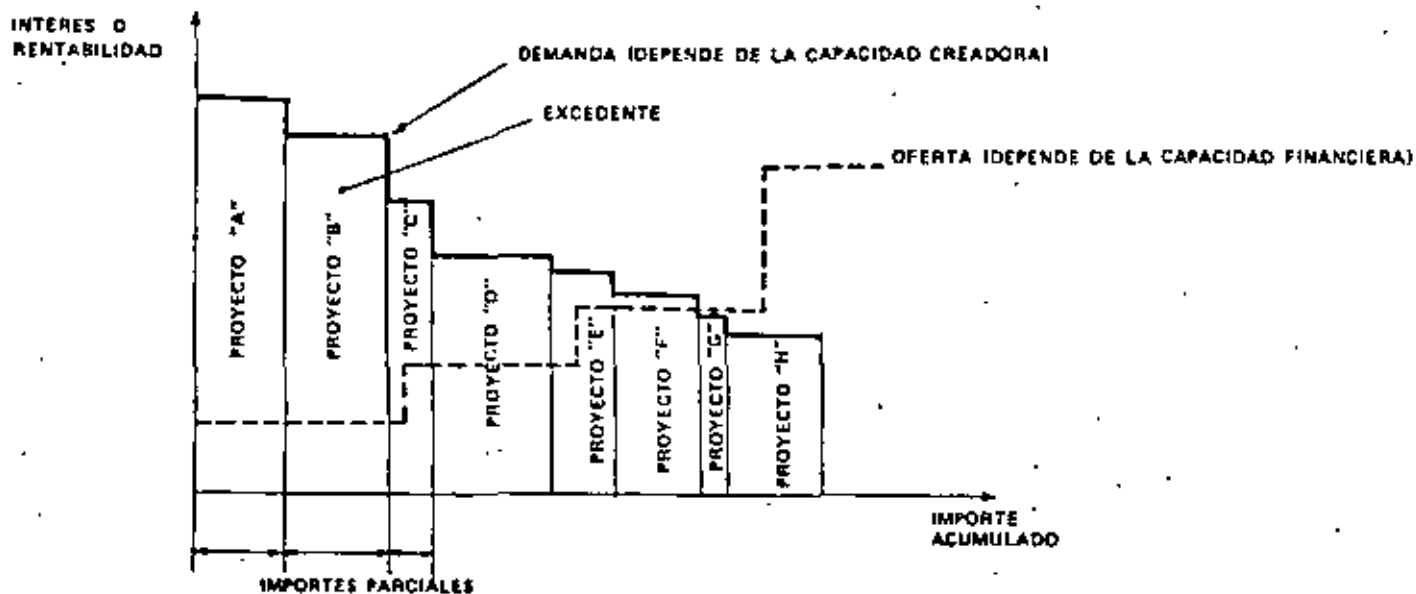 INTERES O
RENTABILIDAD
DEMANDA (DEPENDE DE LA CAPACIDAD CREADORA)
EXCEDENTE
OFERTA (DEPENDE DE LA CAPACIDAD FINANCIERA)
PROYECTO "A"
PROYECTO "B"
PROYECTO "C"
PROYECTO "D"
PROYECTO "E"
PROYECTO "F"
PROYECTO "G"
PROYECTO "H"
IMPORTE
ACUMULADO
IMPORTES PARCIALES